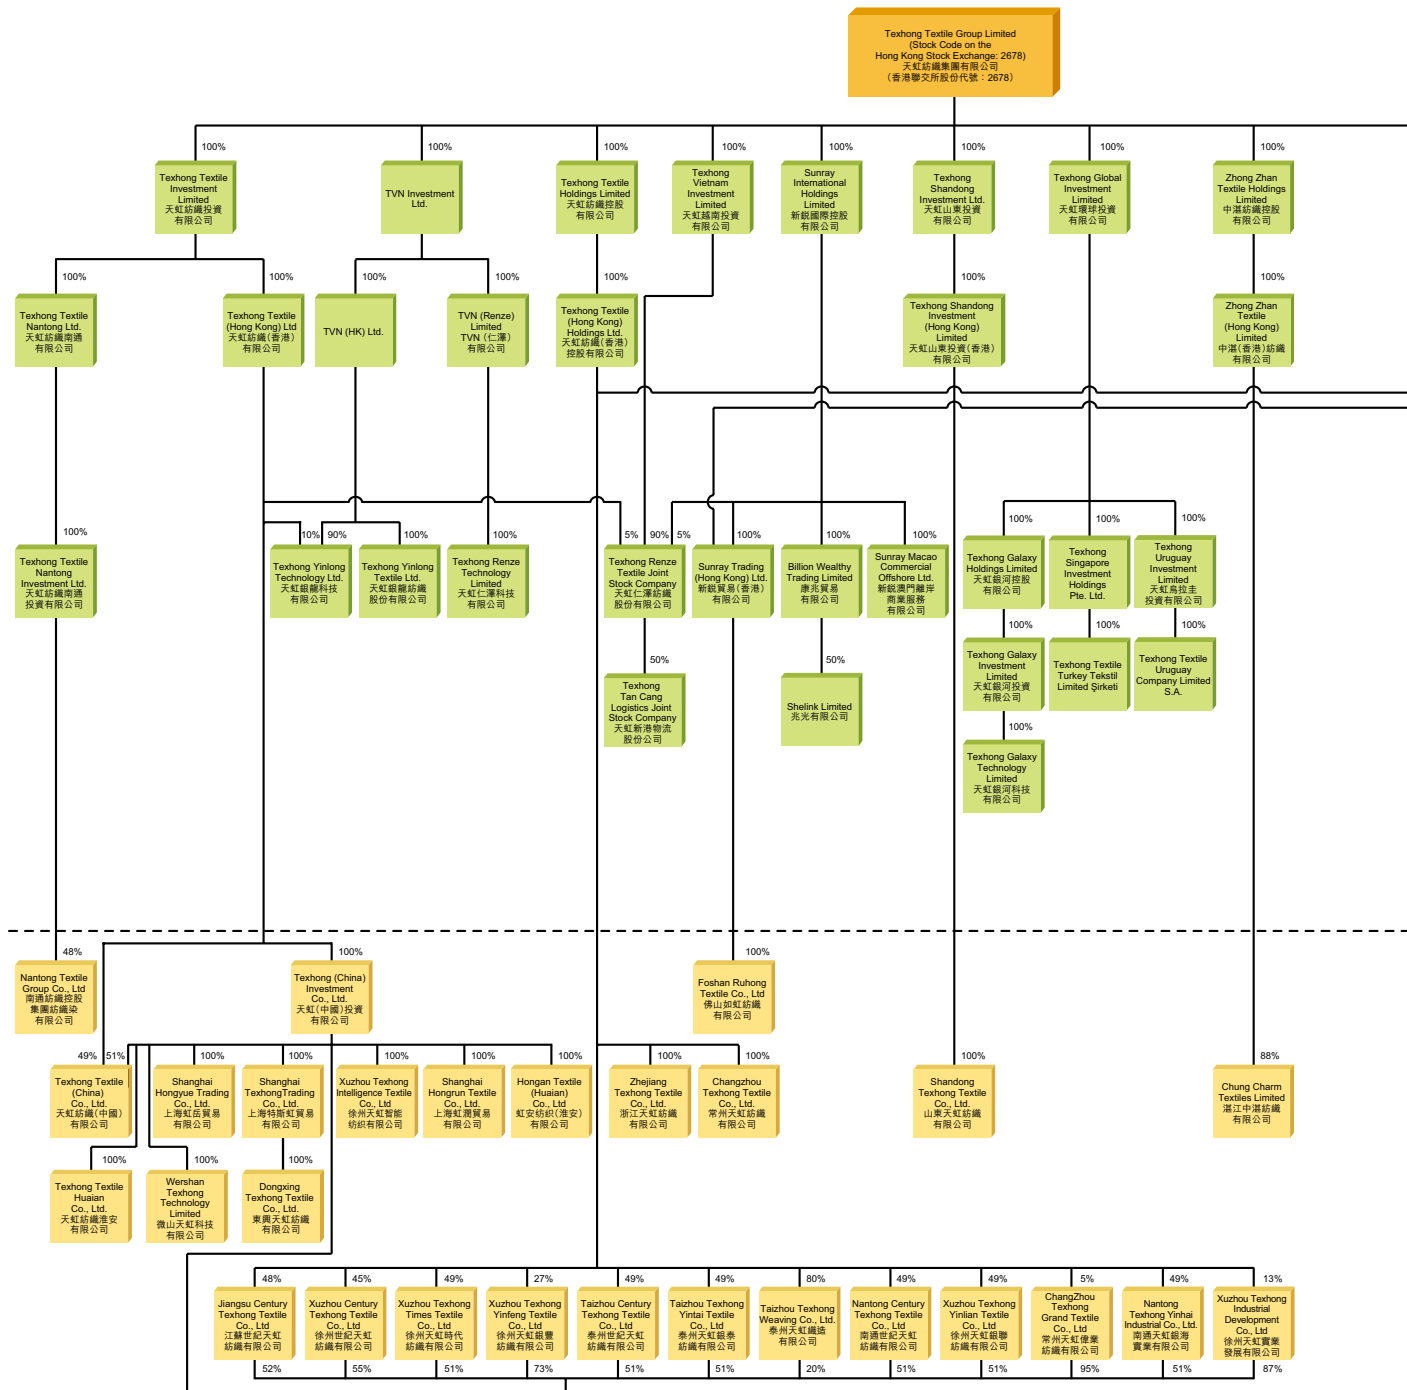 Texhong Textile Group Limited
(Stock Code on the
Hong Kong Stock Exchange: 2678)
天虹紡織集團有限公司
（香港聯交所股份代號：2678）
100%
100%
100%
100%
100%
100%
100%
100%
Texhong Textile
Investment
Limited
天虹紡織投資
有限公司
TVN Investment
Ltd.
Texhong Textile
Holdings Limited
天虹紡織控股
有限公司
Texhong
Vietnam
Investment
Limited
天虹越南投資
有限公司
Sunray
International
Holdings
Limited
新銳國際控股
有限公司
Texhong
Shandong
Investment Ltd.
天虹山東投資
有限公司
Texhong Global
Investment
Limited
天虹環球投資
有限公司
Zhong Zhan
Textile Holdings
Limited
中湛紡織控股
有限公司
100%
100%
100%
100%
100%
100%
100%
Texhong Textile
Nantong Ltd.
天虹紡織南通
有限公司
Texhong Textile
(Hong Kong) Ltd
天虹紡織(香港)
有限公司
TVN (HK) Ltd.
TVN (Renze)
Limited
TVN (仁澤)
有限公司
Texhong Textile
(Hong Kong)
Holdings Ltd.
天虹紡織(香港)
控股有限公司
Texhong Shandong
Investment
(Hong Kong)
Limited
天虹山東投資(香港)
有限公司
Zhong Zhan
Textile
(Hong Kong)
Limited
中湛(香港)紡織
有限公司
100%
10%
90%
100%
100%
5%
90%
5%
100%
100%
100%
100%
100%
100%
Texhong Textile
Nantong
Investment Ltd.
天虹紡織南通
投資有限公司
Texhong Yinlong
Technology Ltd.
天虹銀龍科技
有限公司
Texhong Yinlong
Textile Ltd.
天虹銀龍紡織
股份有限公司
Texhong Renze
Technology
Limited
天虹仁澤科技
有限公司
Texhong Renze
Textile Joint
Stock Company
天虹仁澤紡織
股份有限公司
Sunray Trading
(Hong Kong) Ltd.
新銳貿易(香港)
有限公司
Billion Wealthy
Trading Limited
康兆貿易
有限公司
Sunray Macao
Commercial
Offshore Ltd.
新銳澳門離岸
商業服務
有限公司
Texhong Galaxy
Holdings Limited
天虹銀河控股
有限公司
Texhong
Singapore
Investment
Holdings
Pte. Ltd.
Texhong
Uruguay
Investment
Limited
天虹烏拉圭
投資有限公司
50%
50%
100%
100%
100%
Texhong
Tan Cang
Logistics Joint
Stock Company
天虹新港物流
股份公司
Shelink Limited
兆光有限公司
Texhong Galaxy
Investment
Limited
天虹銀河投資
有限公司
Texhong Textile
Turkey Tekstil
Limited Şirketi
Texhong Textile
Uruguay
Company Limited
S.A.
100%
Texhong Galaxy
Technology
Limited
天虹銀河科技
有限公司
48%
100%
100%
Nantong Textile
Group Co., Ltd
南通紡織控股
集團紡織染
有限公司
Texhong (China)
Investment
Co., Ltd.
天虹(中國)投資
有限公司
Foshan Ruhong
Textile Co., Ltd
佛山如虹紡織
有限公司
49%
51%
100%
100%
100%
100%
100%
100%
100%
100%
88%
Texhong Textile
(China)
Co., Ltd.
天虹紡織(中國)
有限公司
Shanghai
Hongyue Trading
Co., Ltd.
上海虹岳貿易
有限公司
Shanghai
TexhongTrading
Co., Ltd.
上海特斯虹貿易
有限公司
Xuzhou Texhong
Intelligence Textile
Co., Ltd
徐州天虹智能
纺织有限公司
Shanghai
Hongrun Textile
Co., Ltd.
上海虹潤貿易
有限公司
Hongan Textile
(Huaian)
Co., Ltd
虹安纺织(淮安)
有限公司
Zhejiang
Texhong Textile
Co., Ltd.
浙江天虹紡織
有限公司
Changzhou
Texhong Textile
Co., Ltd.
常州天虹紡織
有限公司
Shandong
Texhong Textile
Co., Ltd.
山東天虹紡織
有限公司
Chung Charm
Textiles Limited
湛江中湛紡織
有限公司
100%
100%
100%
Texhong Textile
Huaian
Co., Ltd.
天虹紡織淮安
有限公司
Wershan
Texhong
Technology
Limited
微山天虹科技
有限公司
Dongxing
Texhong Textile
Co., Ltd.
東興天虹紡織
有限公司
48%
45%
49%
27%
49%
49%
80%
49%
49%
5%
49%
13%
Jiangsu Century
Texhong Textile
Co., Ltd
江蘇世紀天虹
紡織有限公司
Xuzhou Century
Texhong Textile
Co., Ltd
徐州世紀天虹
紡織有限公司
Xuzhou Texhong
Times Textile
Co., Ltd
徐州天虹時代
紡織有限公司
Xuzhou Texhong
Yinfeng Textile
Co., Ltd
徐州天虹銀豐
紡織有限公司
Taizhou Century
Texhong Textile
Co., Ltd
泰州世紀天虹
紡織有限公司
Taizhou Texhong
Yintai Textile
Co., Ltd
泰州天虹銀泰
紡織有限公司
Taizhou Texhong
Weaving Co., Ltd.
泰州天虹織造
有限公司
Nantong Century
Texhong Textile
Co., Ltd
南通世紀天虹
紡織有限公司
Xuzhou Texhong
Yinlian Textile
Co., Ltd
徐州天虹銀聯
紡織有限公司
ChangZhou
Texhong
Grand Textile
Co., Ltd
常州天虹偉業
紡織有限公司
Nantong
Texhong Yinhai
Industrial Co., Ltd.
南通天虹銀海
實業有限公司
Xuzhou Texhong
Industrial
Development
Co., Ltd
徐州天虹實業
發展有限公司
52%
55%
51%
73%
51%
51%
20%
51%
51%
95%
51%
87%